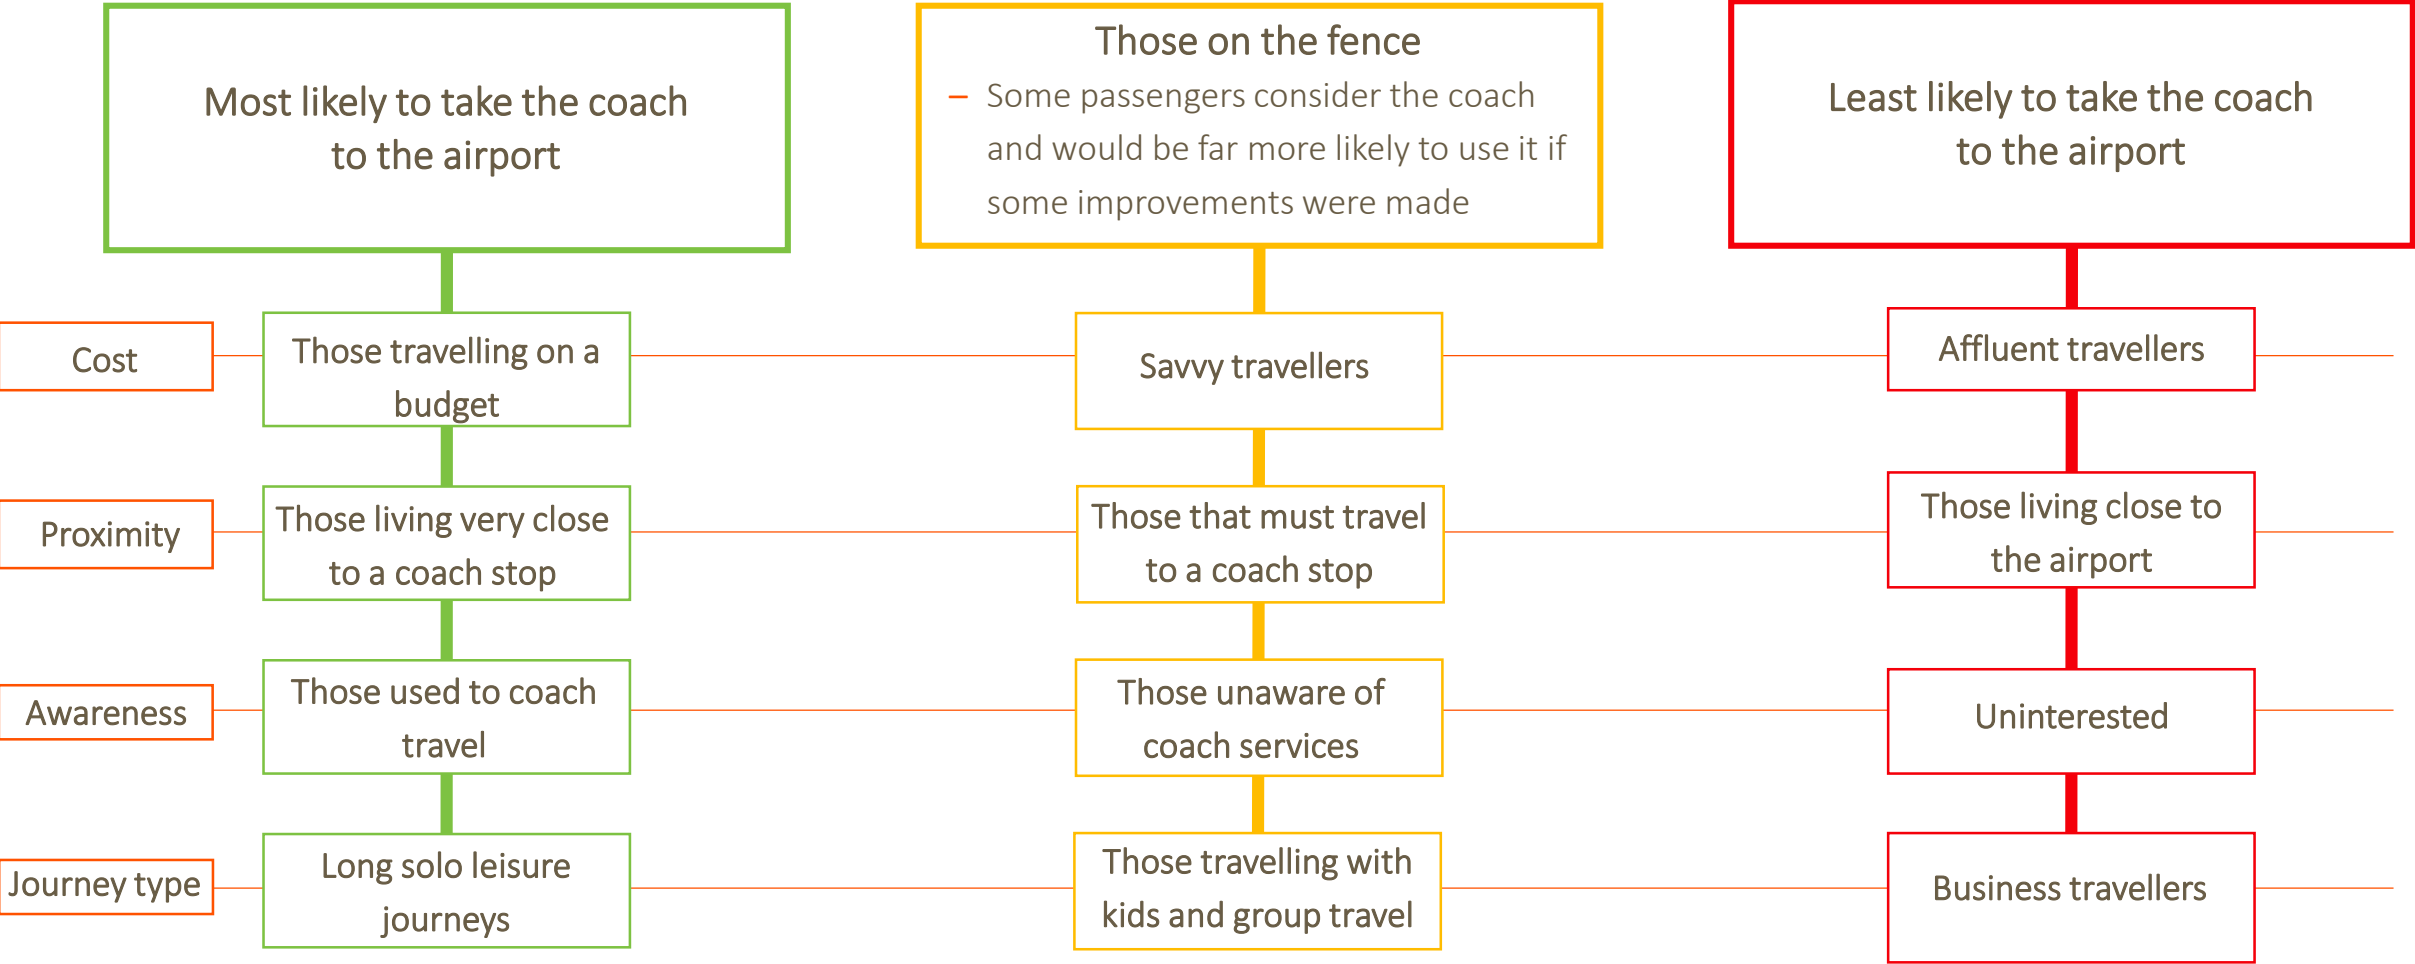 Most likely to take the coach
to the airport
Those on the fence
– Some passengers consider the coach
and would be far more likely to use it if
some improvements were made
Least likely to take the coach
to the airport
Cost
Those travelling on a
budget
Savvy travellers
Affluent travellers
Proximity
Those living very close
to a coach stop
Those that must travel
to a coach stop
Those living close to
the airport
Awareness
Those used to coach
travel
Those unaware of
coach services
Uninterested
Journey type
Long solo leisure
journeys
Those travelling with
kids and group travel
Business travellers